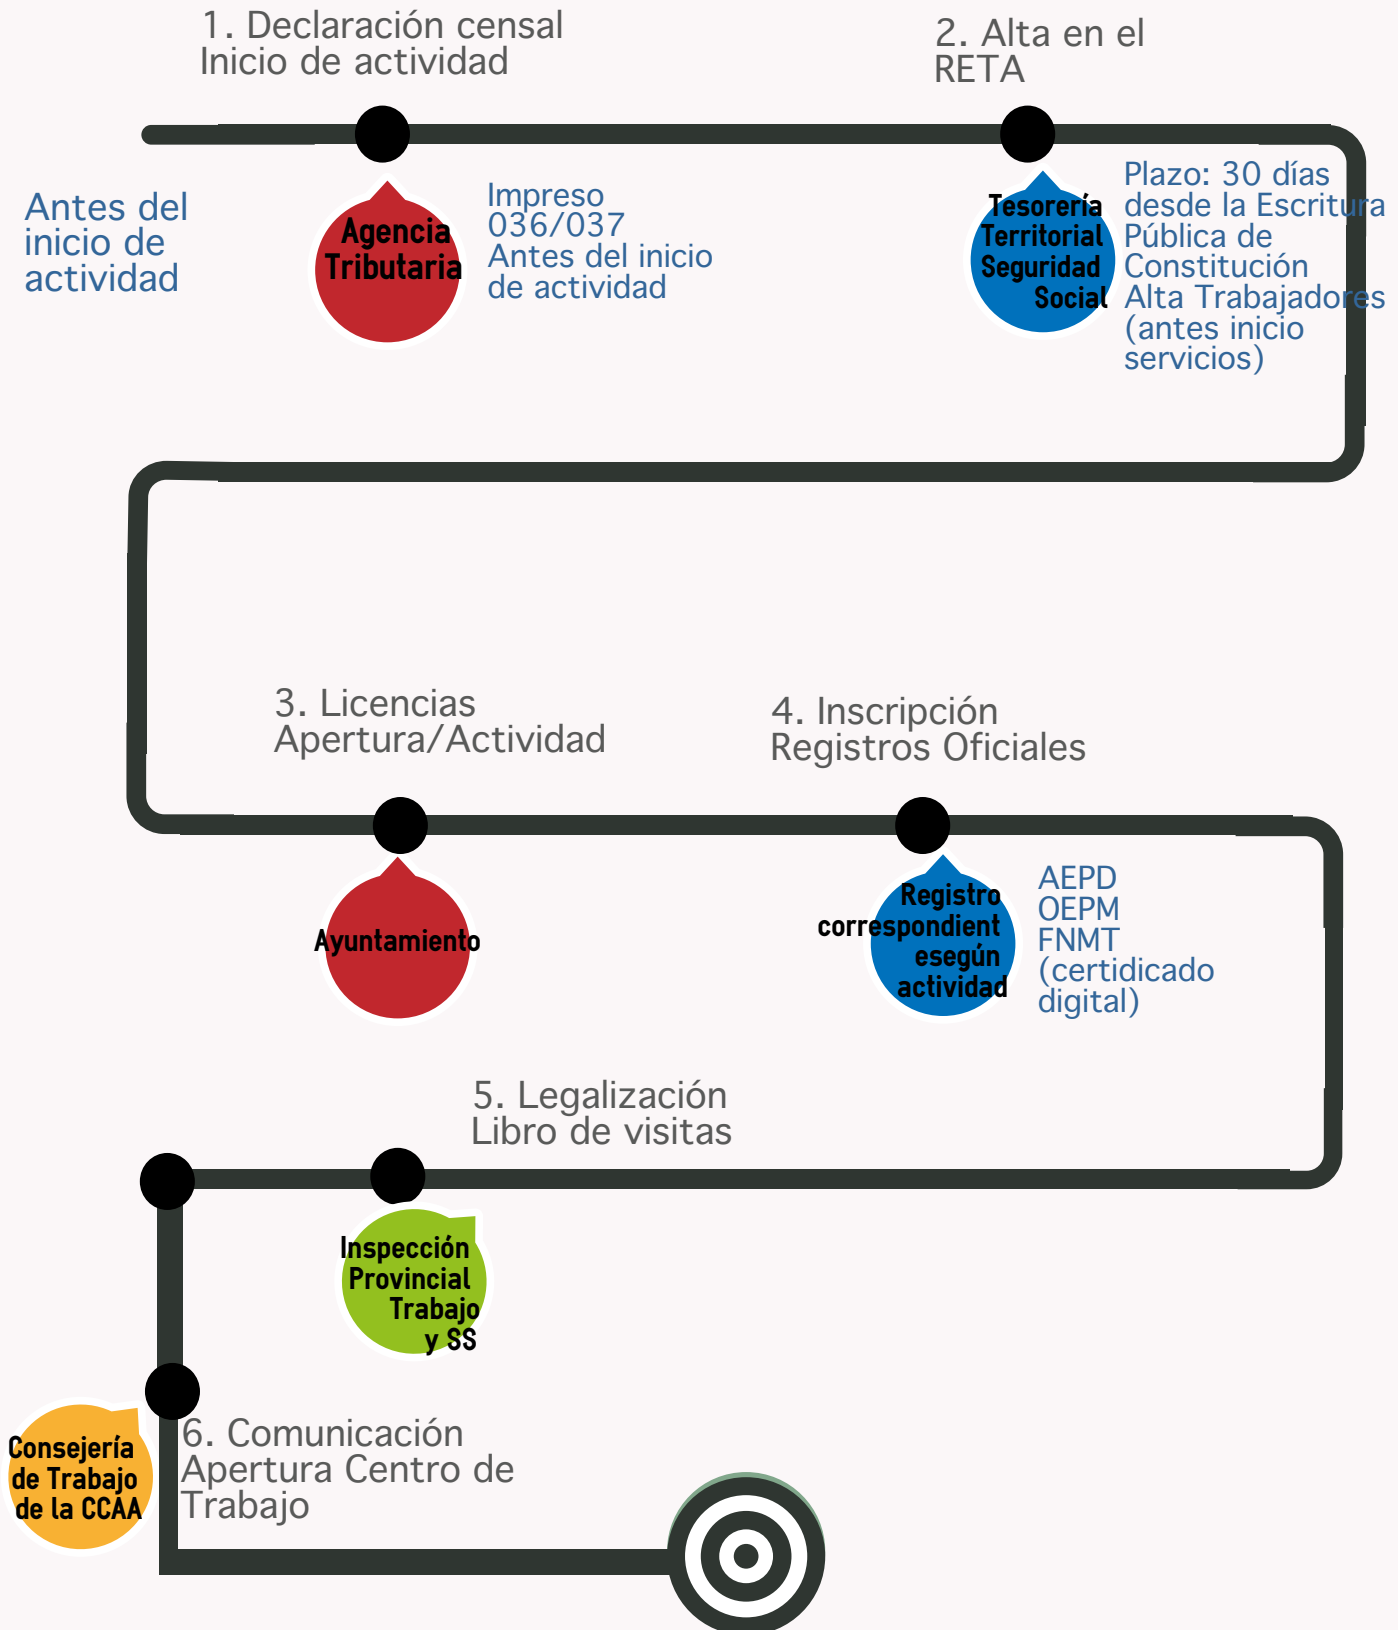 1. Declaración censal
Inicio de actividad
2. Alta en el
RETA
Antes del
inicio de
actividad
Agencia
Tributaria
Impreso
036/037
Antes del inicio
de actividad
Tesorería
Territorial
Seguridad
Social
Plazo: 30 días
desde la Escritura
Pública de
Constitución
Alta Trabajadores
(antes inicio
servicios)
3. Licencias
Apertura/Actividad
4. Inscripción
Registros Oficiales
Ayuntamiento
Registro
correspondient
esegún
actividad
AEPD
OEPM
FNMT
(certidicado
digital)
5. Legalización
Libro de visitas
Inspección
Provincial
Trabajo
y SS
Consejería
de Trabajo
de la CCAA
6. Comunicación
Apertura Centro de
Trabajo